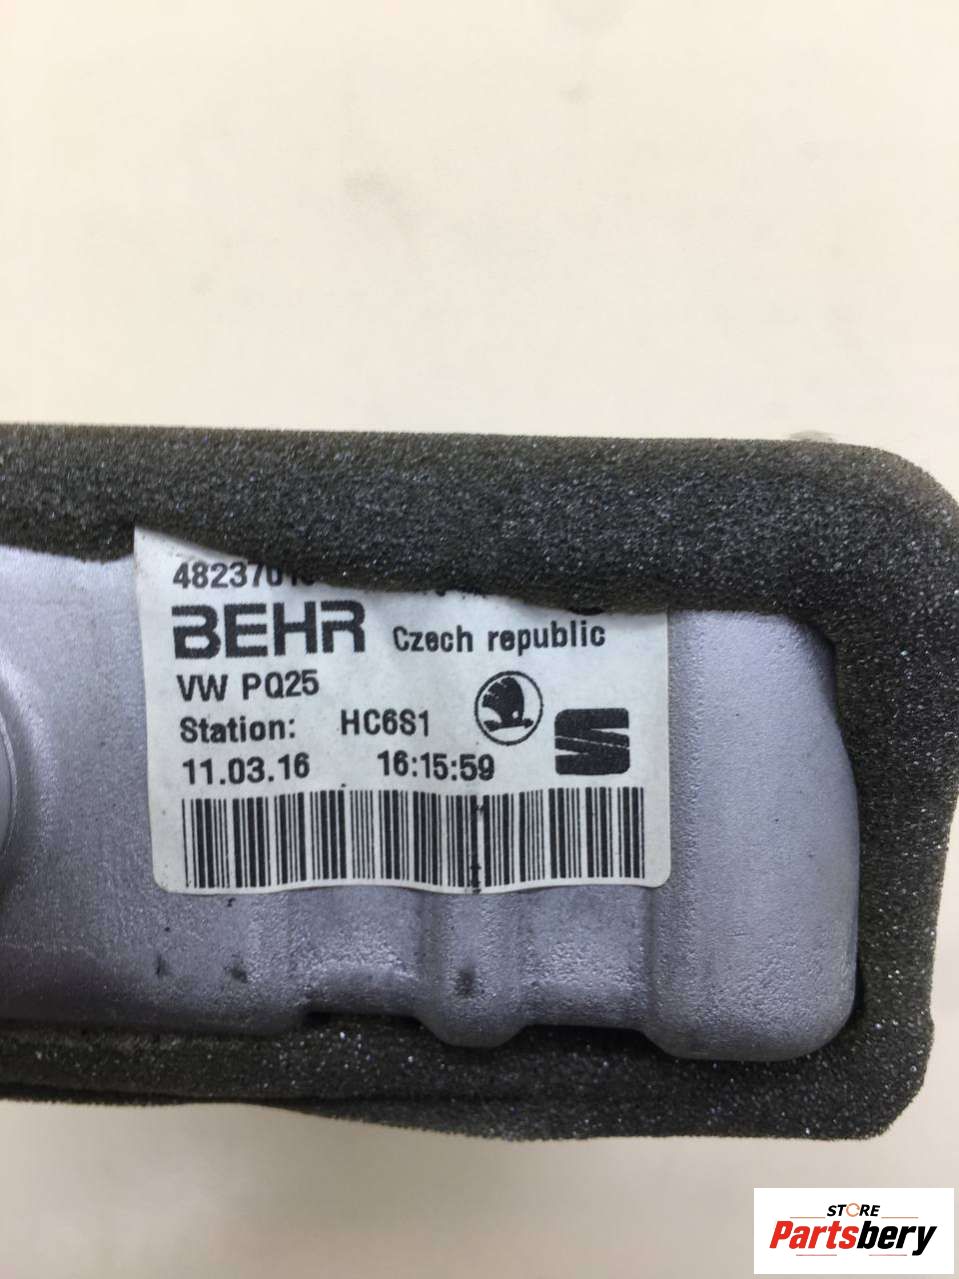 BEHR Czech republic
VW PQ25
Station: HC6S1
11.03.16 16:15:59
STORE
Partsbery